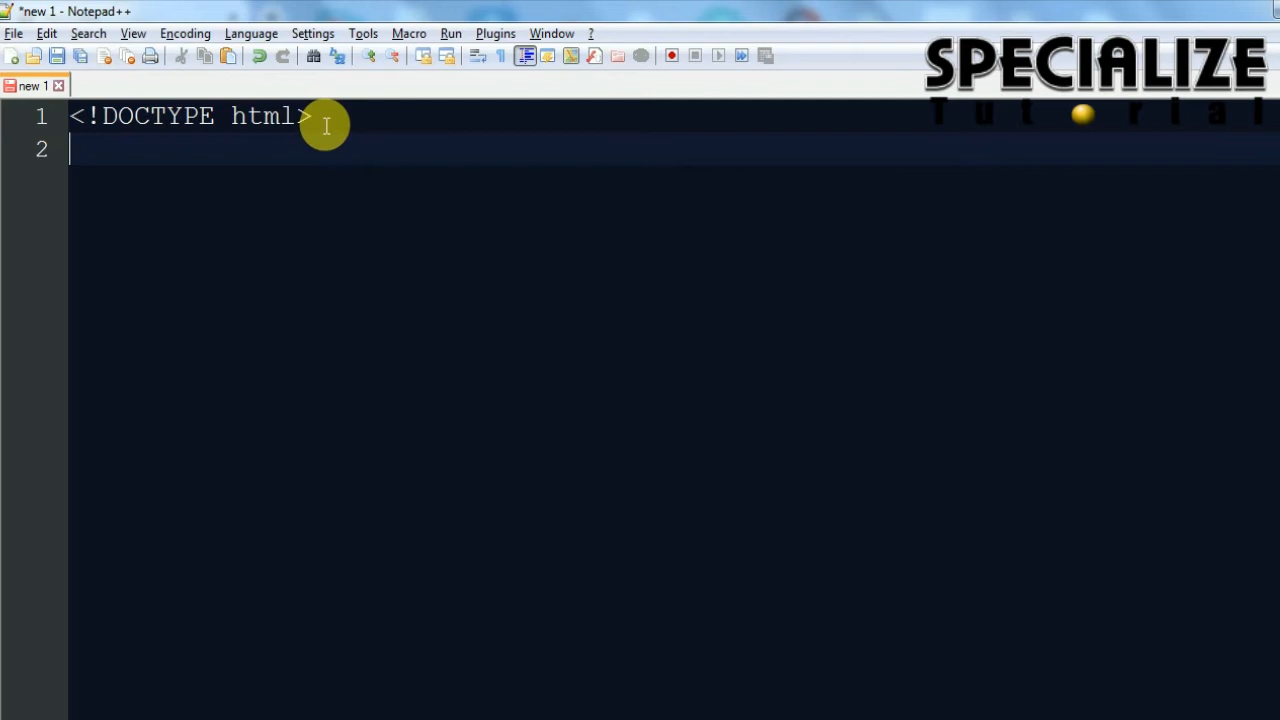 *new 1 - Notepad++
File Edit Search View Encoding Language Settings Tools Macro Run Plugins Window ?
SPECIALIZE
Tutorial
new 1
1 <!DOCTYPE html>
2